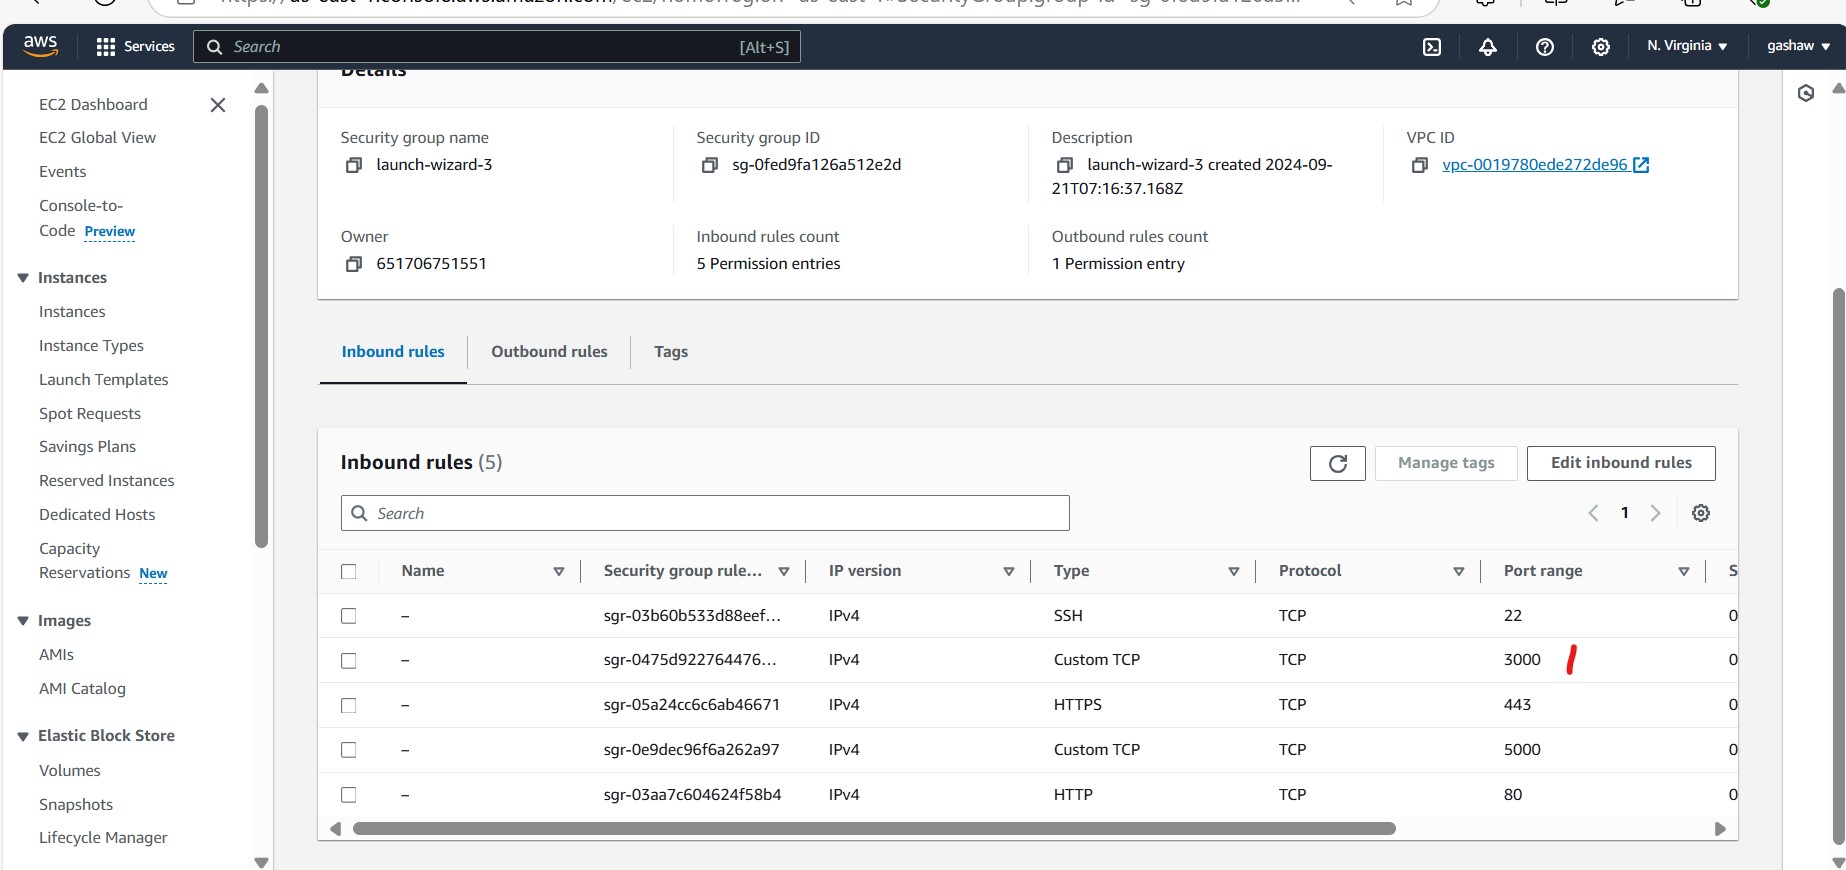 aws
Services
Search
[Alt+S]
N. Virginia
gashaw
EC2 Dashboard
EC2 Global View
Events
Console-to-
Code Preview
Instances
Instances
Instance Types
Launch Templates
Spot Requests
Savings Plans
Reserved Instances
Dedicated Hosts
Capacity
Reservations New
Images
AMIs
AMI Catalog
Elastic Block Store
Volumes
Snapshots
Lifecycle Manager
Details
Security group name
launch-wizard-3
Security group ID
sg-0fed9fa126a512e2d
Description
launch-wizard-3 created 2024-09-
21T07:16:37.168Z
VPC ID
vpc-0019780ede272de96
Owner
651706751551
Inbound rules count
5 Permission entries
Outbound rules count
1 Permission entry
Inbound rules
Outbound rules
Tags
Inbound rules (5)
Manage tags
Edit inbound rules
Search
1
Name Security group rule... IP version Type Protocol Port range S
– sgr-03b60b533d88eef... IPv4 SSH TCP 22 0
– sgr-0475d922764476... IPv4 Custom TCP TCP 3000 0
– sgr-05a24cc6c6ab46671 IPv4 HTTPS TCP 443 0
– sgr-0e9dec96f6a262a97 IPv4 Custom TCP TCP 5000 0
– sgr-03aa7c604624f58b4 IPv4 HTTP TCP 80 0